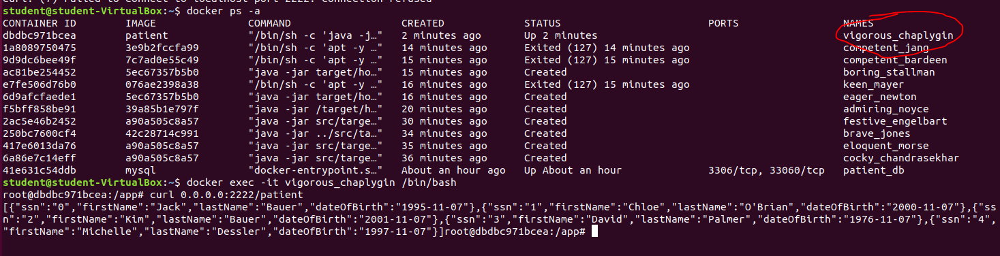 curl: (7) Failed to connect to localhost port 2222: Connection refused
student@student-VirtualBox:~$ docker ps -a
CONTAINER ID IMAGE COMMAND CREATED STATUS PORTS NAMES
dbdbc971bcea patient "/bin/sh -c 'java -j…" 2 minutes ago Up 2 minutes vigorous_chaplygin
1a8089750475 3e9b2fccfa99 "/bin/sh -c 'apt -y …" 14 minutes ago Exited (127) 14 minutes ago competent_jang
9d9dc6bee49f 7c7ad0e55c49 "/bin/sh -c 'apt -y …" 15 minutes ago Exited (127) 15 minutes ago competent_bardeen
ac81be254452 5ec67357b5b0 "java -jar target/ho…" 15 minutes ago Created boring_stallman
e7fe506d76b0 076ae2398a38 "/bin/sh -c 'apt -y …" 16 minutes ago Exited (127) 15 minutes ago keen_mayer
6d9afcfaede1 5ec67357b5b0 "java -jar target/ho…" 16 minutes ago Created eager_newton
f5bff858be91 39a85b1e797f "java -jar /target/h…" 20 minutes ago Created admiring_noyce
2ac5e46b2452 a90a505c8a57 "java -jar src/targe…" 30 minutes ago Created festive_engelbart
250bc7600cf4 42c28714c991 "java -jar ../src/ta…" 34 minutes ago Created brave_jones
417e6013da76 a90a505c8a57 "java -jar src/targe…" 35 minutes ago Created eloquent_morse
6a86e7c14eff a90a505c8a57 "java -jar src/targe…" 36 minutes ago Created cocky_chandrasekhar
41e631c54ddb mysql "docker-entrypoint.s…" About an hour ago Up About an hour 3306/tcp, 33060/tcp patient_db
student@student-VirtualBox:~$ docker exec -it vigorous_chaplygin /bin/bash
root@dbdbc971bcea:/app# curl 0.0.0.0:2222/patient
[{"ssn":"0","firstName":"Jack","lastName":"Bauer","dateOfBirth":"1995-11-07"},{"ssn":"1","firstName":"Chloe","lastName":"O'Brian","dateOfBirth":"2000-11-07"},{"ss
n":"2","firstName":"Kim","lastName":"Bauer","dateOfBirth":"2001-11-07"},{"ssn":"3","firstName":"David","lastName":"Palmer","dateOfBirth":"1976-11-07"},{"ssn":"4",
"firstName":"Michelle","lastName":"Dessler","dateOfBirth":"1997-11-07"}]root@dbdbc971bcea:/app#